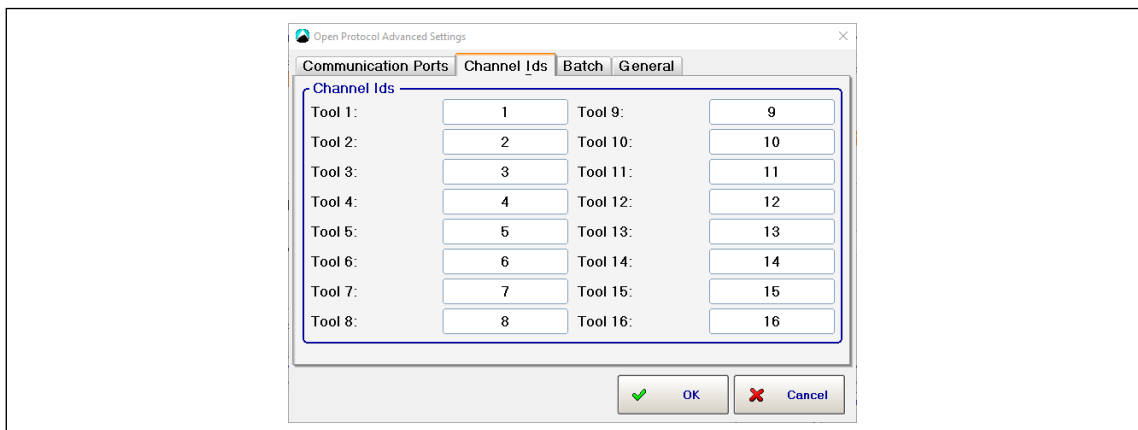 Open Protocol Advanced Settings
Communication Ports Channel Ids Batch General
Channel Ids
Tool 1: 1 Tool 9: 9
Tool 2: 2 Tool 10: 10
Tool 3: 3 Tool 11: 11
Tool 4: 4 Tool 12: 12
Tool 5: 5 Tool 13: 13
Tool 6: 6 Tool 14: 14
Tool 7: 7 Tool 15: 15
Tool 8: 8 Tool 16: 16
OK Cancel